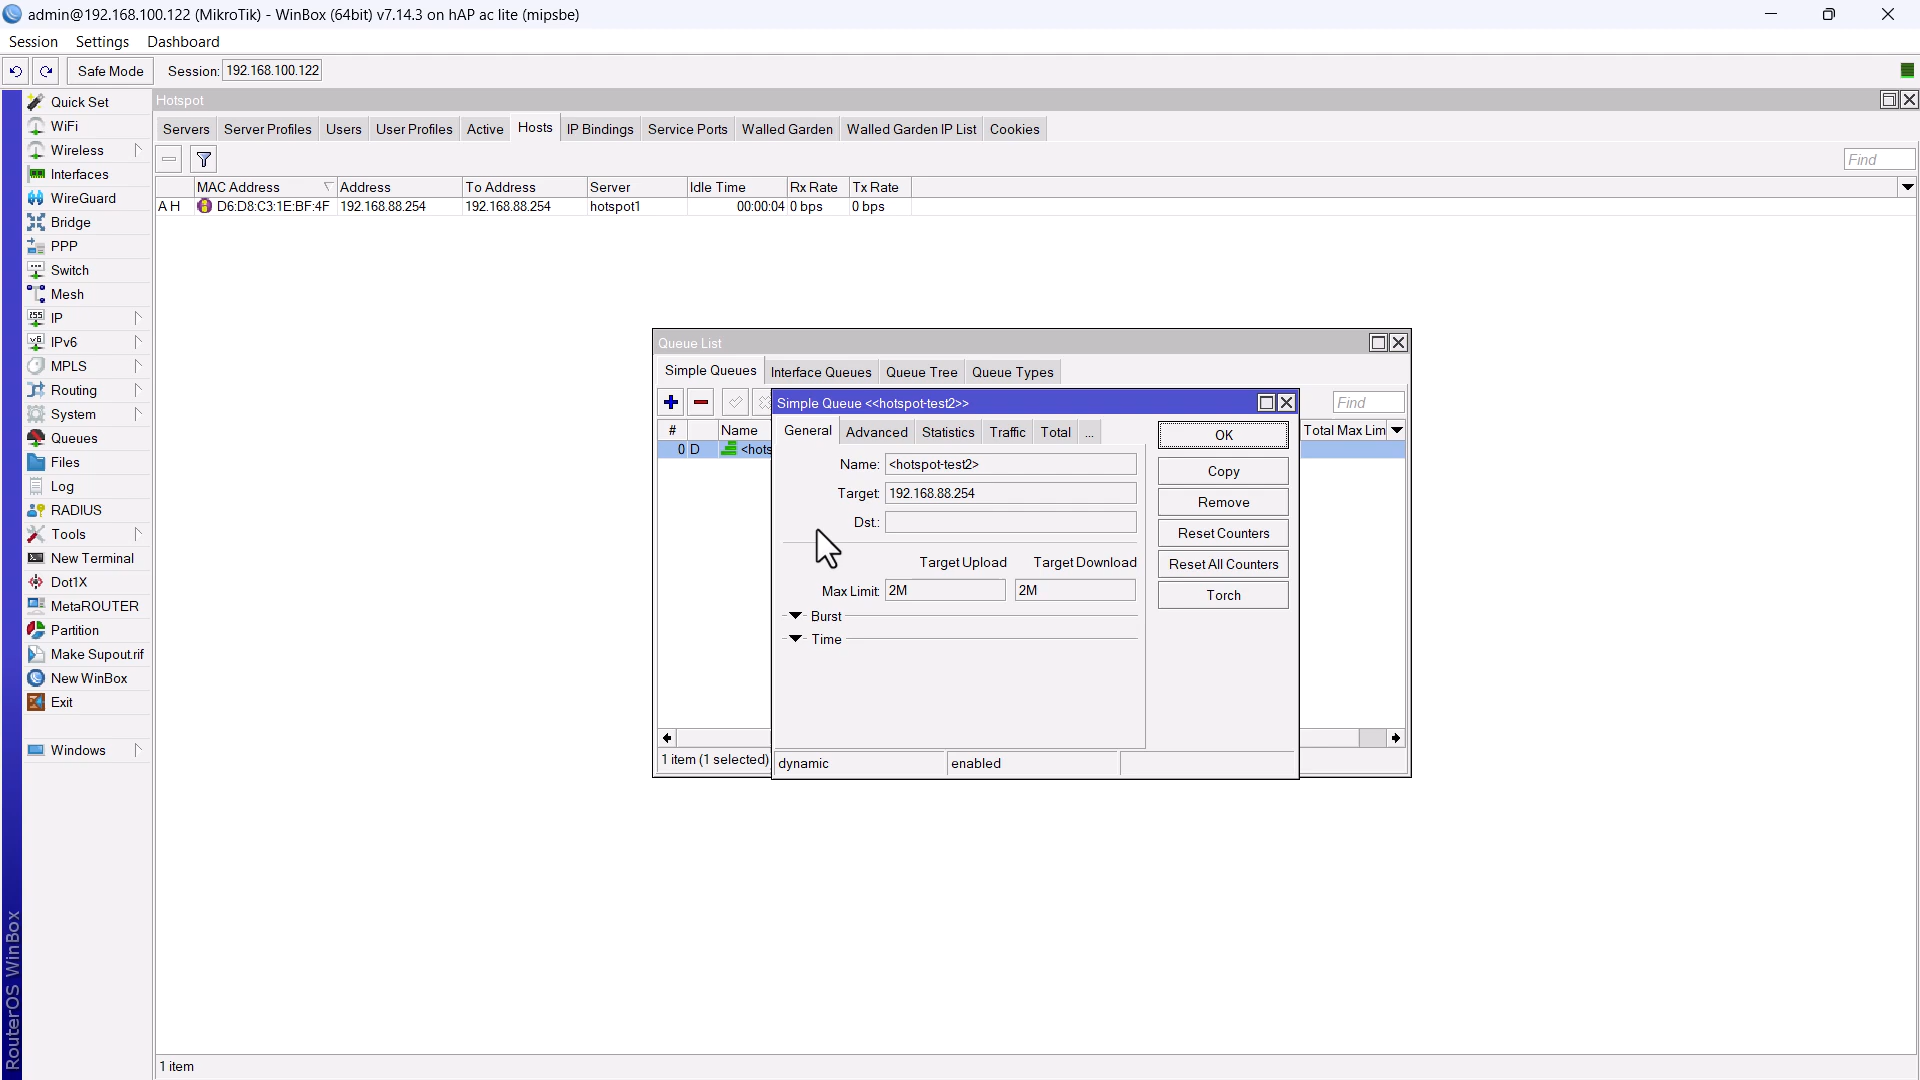 admin@192.168.100.122 (MikroTik) - WinBox (64bit) v7.14.3 on hAP ac lite (mipsbe)
Session Settings Dashboard
Safe Mode Session: 192.168.100.122
Quick Set
WiFi
Wireless
Interfaces
WireGuard
Bridge
PPP
Switch
Mesh
IP
IPv6
MPLS
Routing
System
Queues
Files
Log
RADIUS
Tools
New Terminal
Dot1X
MetaROUTER
Partition
Make Supout.rif
New WinBox
Exit
Windows
RouterOS WinBox
Hotspot
Servers Server Profiles Users User Profiles Active Hosts IP Bindings Service Ports Walled Garden Walled Garden IP List Cookies
Find
MAC Address Address To Address Server Idle Time Rx Rate Tx Rate
A H D6:D8:C3:1E:BF:4F 192.168.88.254 192.168.88.254 hotspot1 00:00:04 0 bps 0 bps
Queue List
Simple Queues Interface Queues Queue Tree Queue Types
Find
# Name Total Max Lim
0 D <hots
1 item (1 selected)
Simple Queue <<hotspot-test2>>
General Advanced Statistics Traffic Total ...
Name: <hotspot-test2>
Target: 192.168.88.254
Dst.:
Target Upload Target Download
Max Limit: 2M 2M
Burst
Time
OK
Copy
Remove
Reset Counters
Reset All Counters
Torch
dynamic enabled
1 item